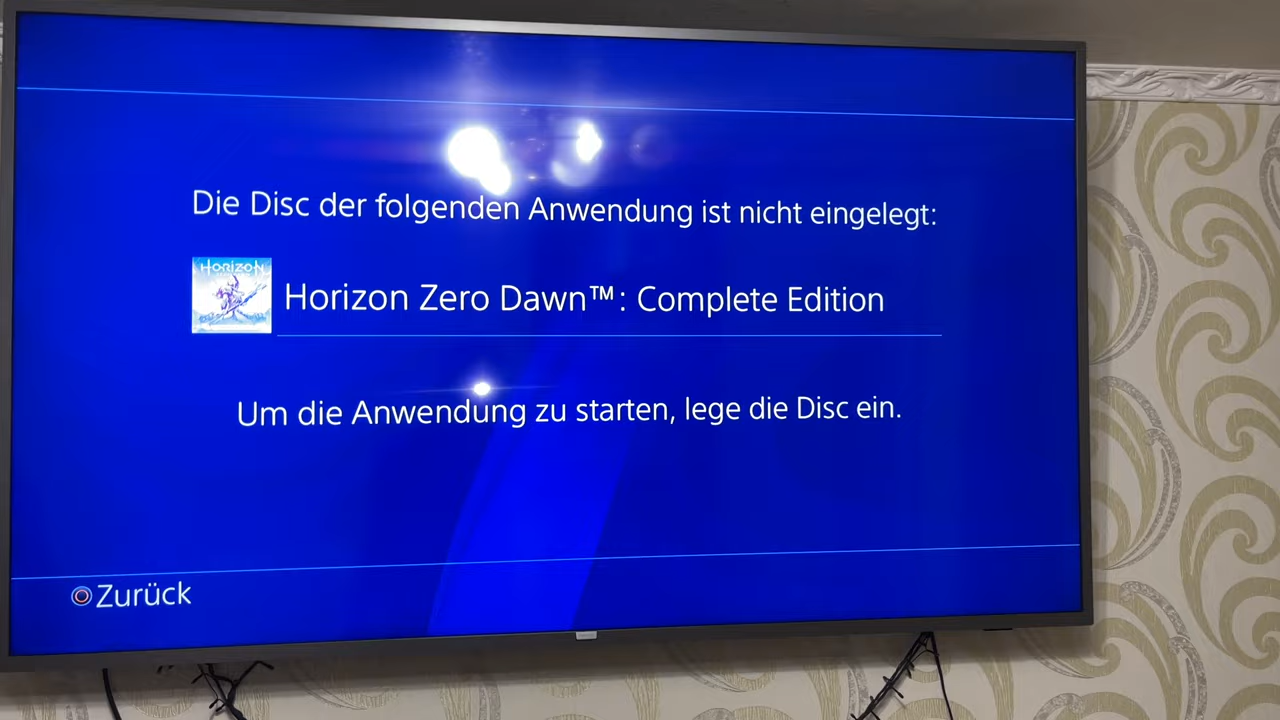 Die Disc der folgenden Anwendung ist nicht eingelegt:
HORIZON
Horizon Zero Dawn™: Complete Edition
Um die Anwendung zu starten, lege die Disc ein.
Zurück